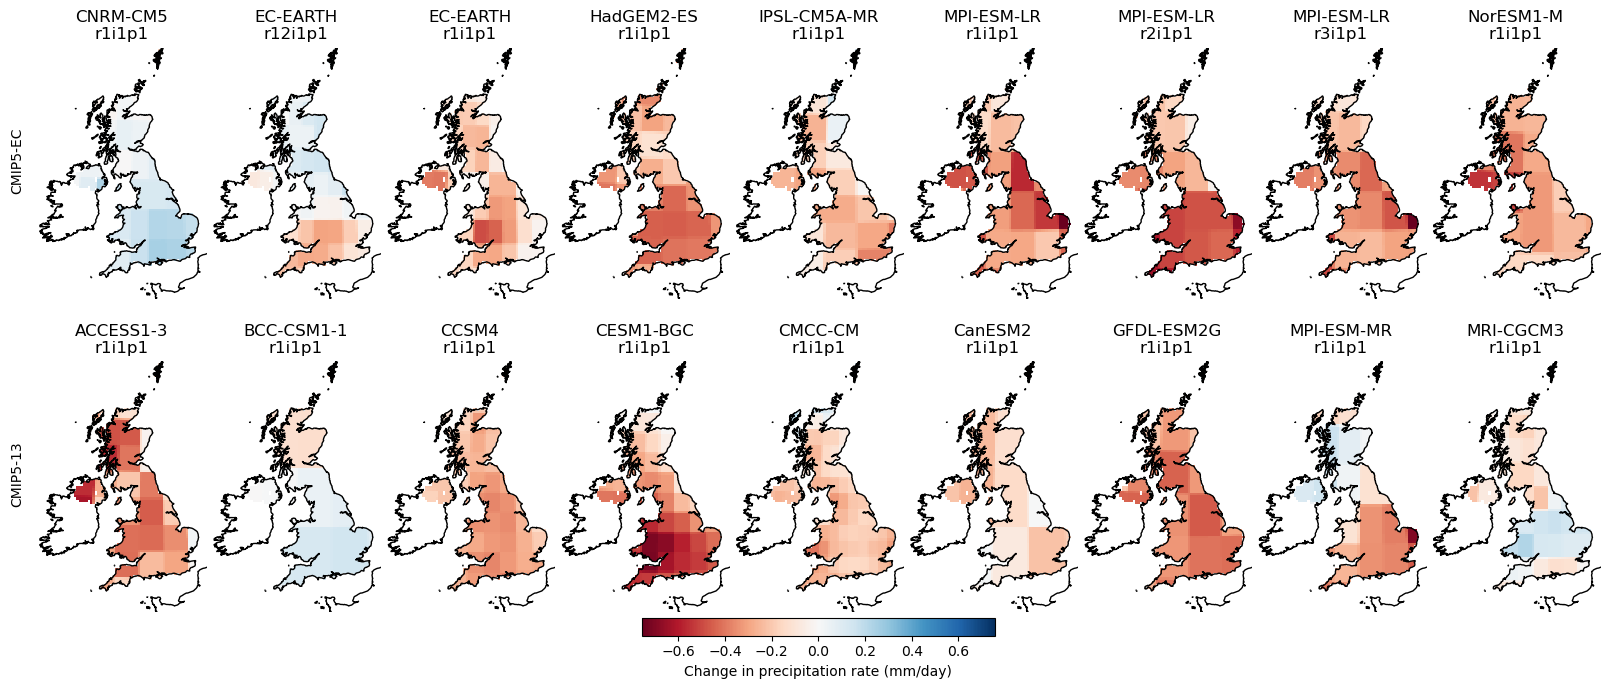 CNRM-CM5
r1i1p1
EC-EARTH
r12i1p1
EC-EARTH
r1i1p1
HadGEM2-ES
r1i1p1
IPSL-CM5A-MR
r1i1p1
MPI-ESM-LR
r1i1p1
MPI-ESM-LR
r2i1p1
MPI-ESM-LR
r3i1p1
NorESM1-M
r1i1p1
CMIP5-EC
ACCESS1-3
r1i1p1
BCC-CSM1-1
r1i1p1
CCSM4
r1i1p1
CESM1-BGC
r1i1p1
CMCC-CM
r1i1p1
CanESM2
r1i1p1
GFDL-ESM2G
r1i1p1
MPI-ESM-MR
r1i1p1
MRI-CGCM3
r1i1p1
CMIP5-13
−0.6 −0.4 −0.2 0.0 0.2 0.4 0.6
Change in precipitation rate (mm/day)